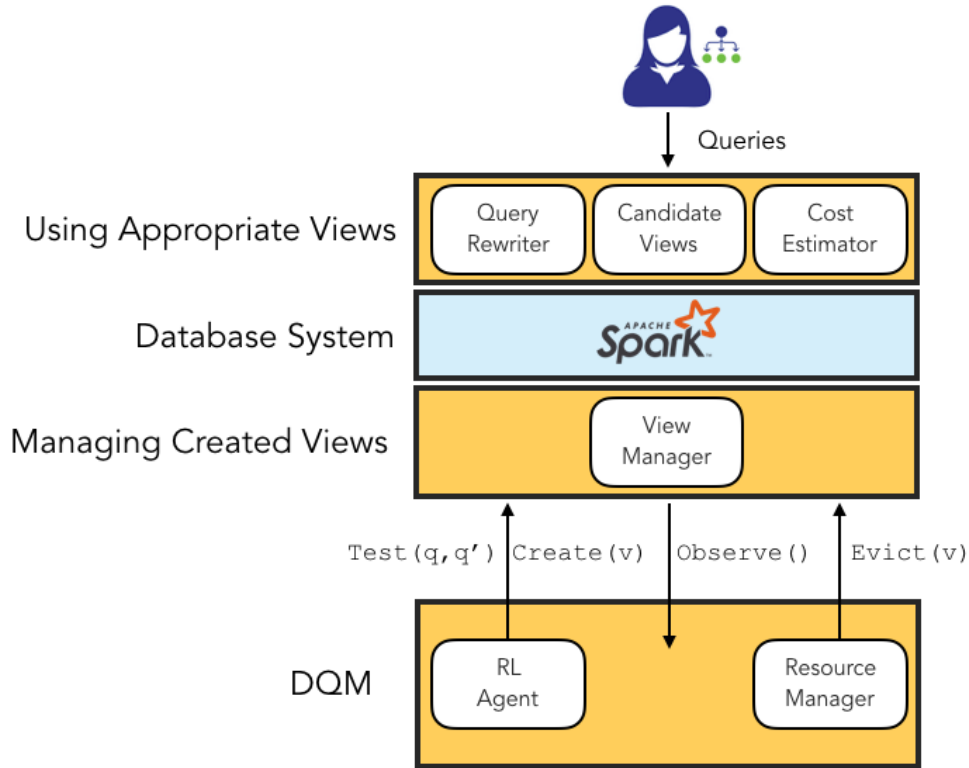 Queries
Using Appropriate Views
Query
Rewriter
Candidate
Views
Cost
Estimator
Database System
APACHE
Spark™
Managing Created Views
View
Manager
Test(q,q’) Create(v) Observe() Evict(v)
DQM
RL
Agent
Resource
Manager